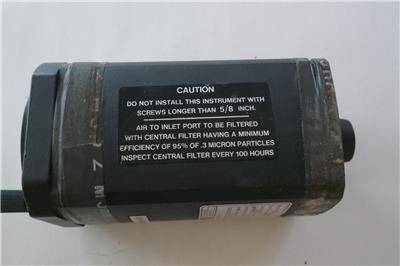 CAUTION
DO NOT INSTALL THIS INSTRUMENT WITH
SCREWS LONGER THAN 5/8 INCH.
AIR TO INLET PORT TO BE FILTERED
WITH CENTRAL FILTER HAVING A MINIMUM
EFFICIENCY OF 95% OF .3 MICRON PARTICLES
INSPECT CENTRAL FILTER EVERY 100 HOURS